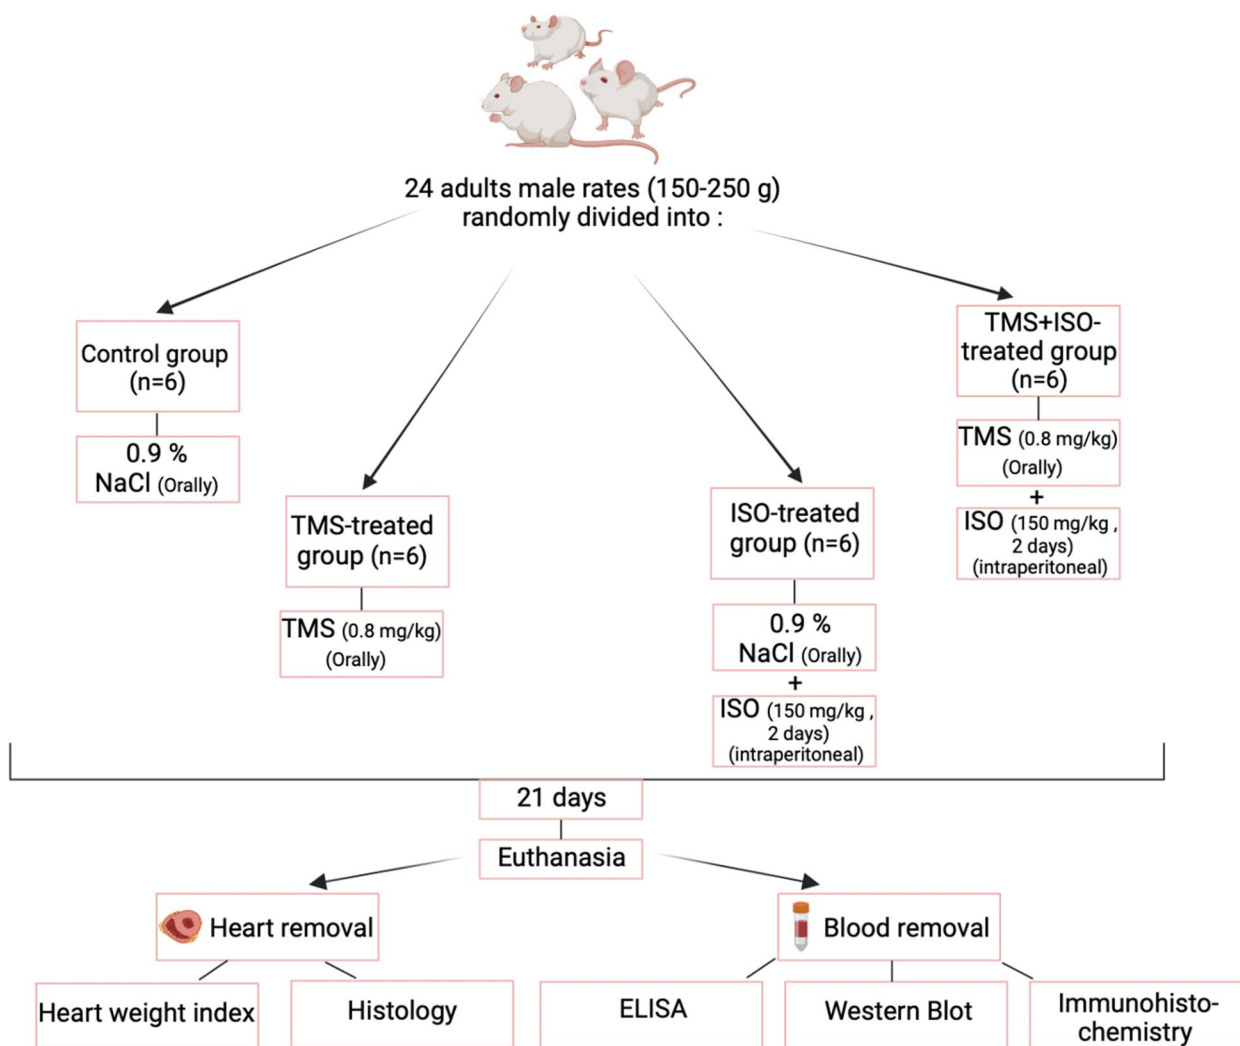 24 adults male rates (150-250 g)
randomly divided into :
Control group
(n=6)
0.9 %
NaCl (Orally)
TMS-treated
group (n=6)
TMS (0.8 mg/kg)
(Orally)
ISO-treated
group (n=6)
0.9 %
NaCl (Orally)
+
ISO (150 mg/kg ,
2 days)
(intraperitoneal)
TMS+ISO-
treated group
(n=6)
TMS (0.8 mg/kg)
(Orally)
+
ISO (150 mg/kg ,
2 days)
(intraperitoneal)
21 days
Euthanasia
Heart removal
Blood removal
Heart weight index
Histology
ELISA
Western Blot
Immunohisto-
chemistry